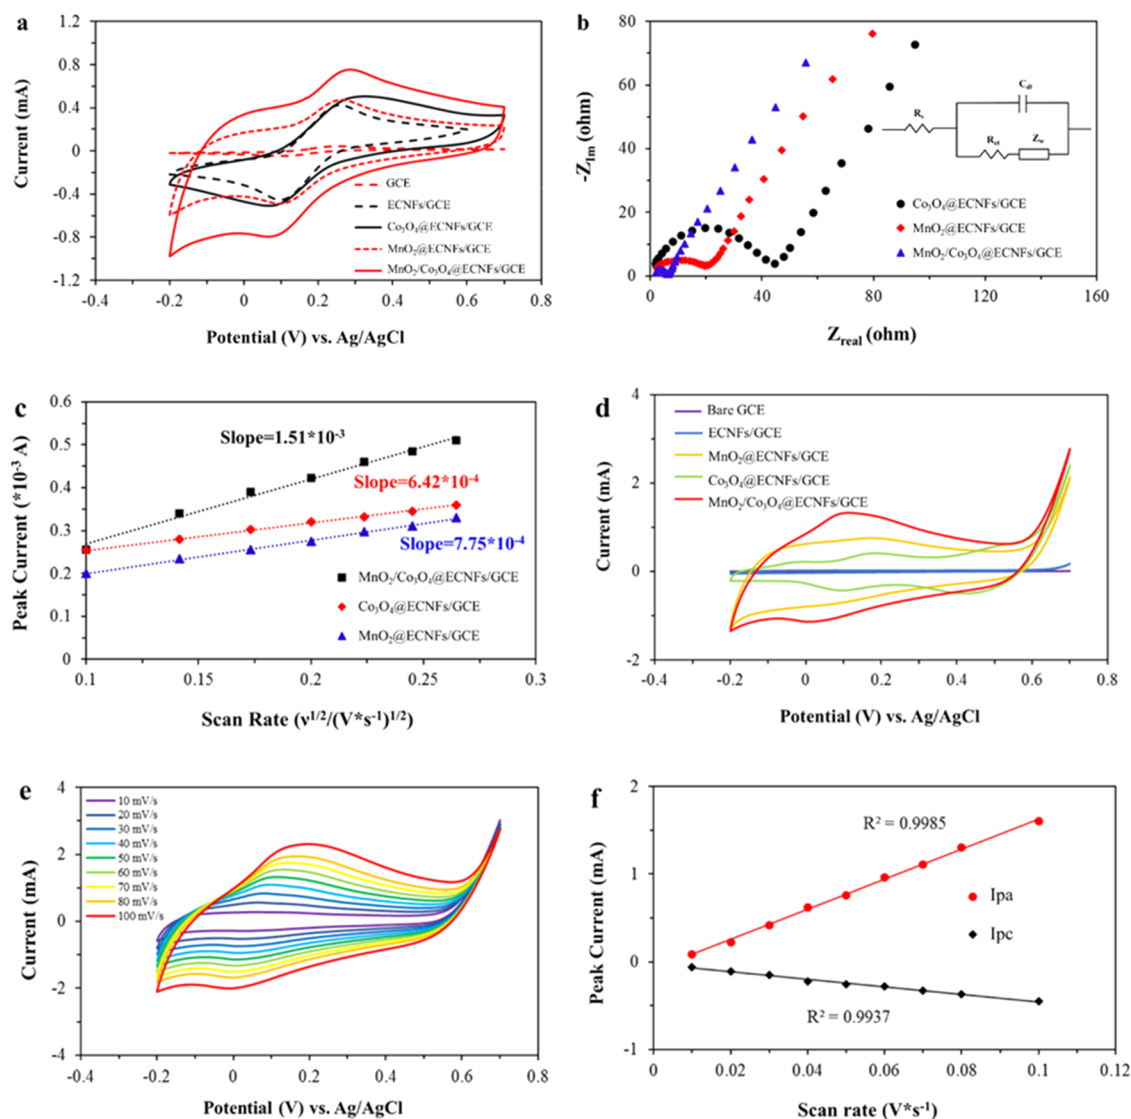 a
1.2
0.8
0.4
0
-0.4
-0.8
-1.2
Current (mA)
GCE
ECNFs/GCE
Co₃O₄@ECNFs/GCE
MnO₂@ECNFs/GCE
MnO₂/Co₃O₄@ECNFs/GCE
-0.4 -0.2 0 0.2 0.4 0.6 0.8
Potential (V) vs. Ag/AgCl
b
80
60
40
20
0
-Z_Im (ohm)
C_dl
R_s
R_ct Z_w
Co₃O₄@ECNFs/GCE
MnO₂@ECNFs/GCE
MnO₂/Co₃O₄@ECNFs/GCE
0 40 80 120 160
Z_real (ohm)
c
0.6
0.5
0.4
0.3
0.2
0.1
0
Peak Current (*10⁻³ A)
Slope=1.51*10⁻³
Slope=6.42*10⁻⁴
Slope=7.75*10⁻⁴
MnO₂/Co₃O₄@ECNFs/GCE
Co₃O₄@ECNFs/GCE
MnO₂@ECNFs/GCE
0.1 0.15 0.2 0.25 0.3
Scan Rate (ν^1/2/(V*s⁻¹)^1/2)
d
4
2
0
-2
Current (mA)
Bare GCE
ECNFs/GCE
MnO₂@ECNFs/GCE
Co₃O₄@ECNFs/GCE
MnO₂/Co₃O₄@ECNFs/GCE
-0.4 -0.2 0 0.2 0.4 0.6 0.8
Potential (V) vs. Ag/AgCl
e
4
2
0
-2
-4
Current (mA)
10 mV/s
20 mV/s
30 mV/s
40 mV/s
50 mV/s
60 mV/s
70 mV/s
80 mV/s
100 mV/s
-0.4 -0.2 0 0.2 0.4 0.6 0.8
Potential (V) vs. Ag/AgCl
f
2
1
0
-1
Peak Current (mA)
R² = 0.9985
Ipa
Ipc
R² = 0.9937
0 0.02 0.04 0.06 0.08 0.1 0.12
Scan rate (V*s⁻¹)